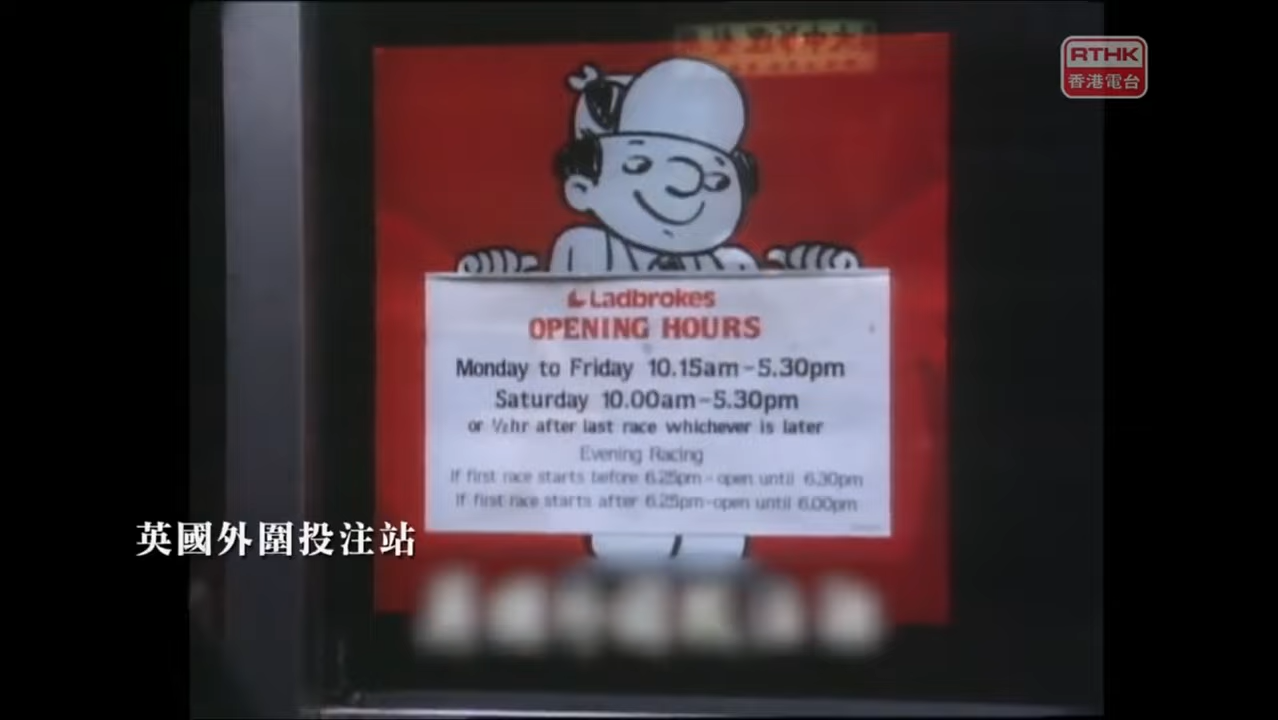 RTHK
香港電台
Ladbrokes
OPENING HOURS
Monday to Friday 10.15am-5.30pm
Saturday 10.00am-5.30pm
or ½hr after last race whichever is later
Evening Racing
If first race starts before 6.25pm-open until 6.30pm
If first race starts after 6.25pm-open until 6.00pm
英國外圍投注站